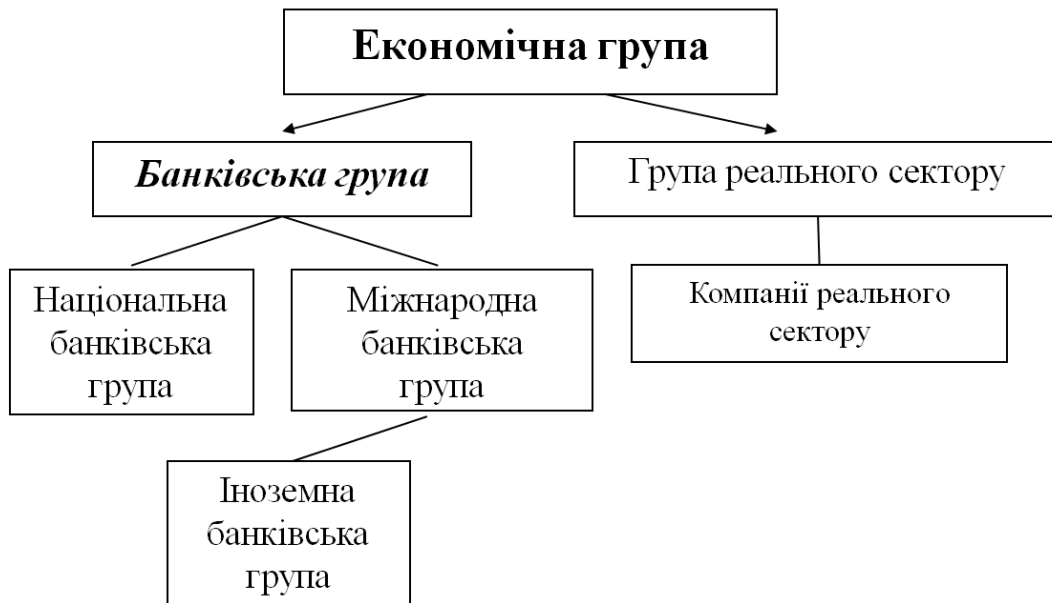 Економічна група
Банківська група
Група реального сектору
Національна
банківська
група
Міжнародна
банківська
група
Компанії реального
сектору
Іноземна
банківська
група